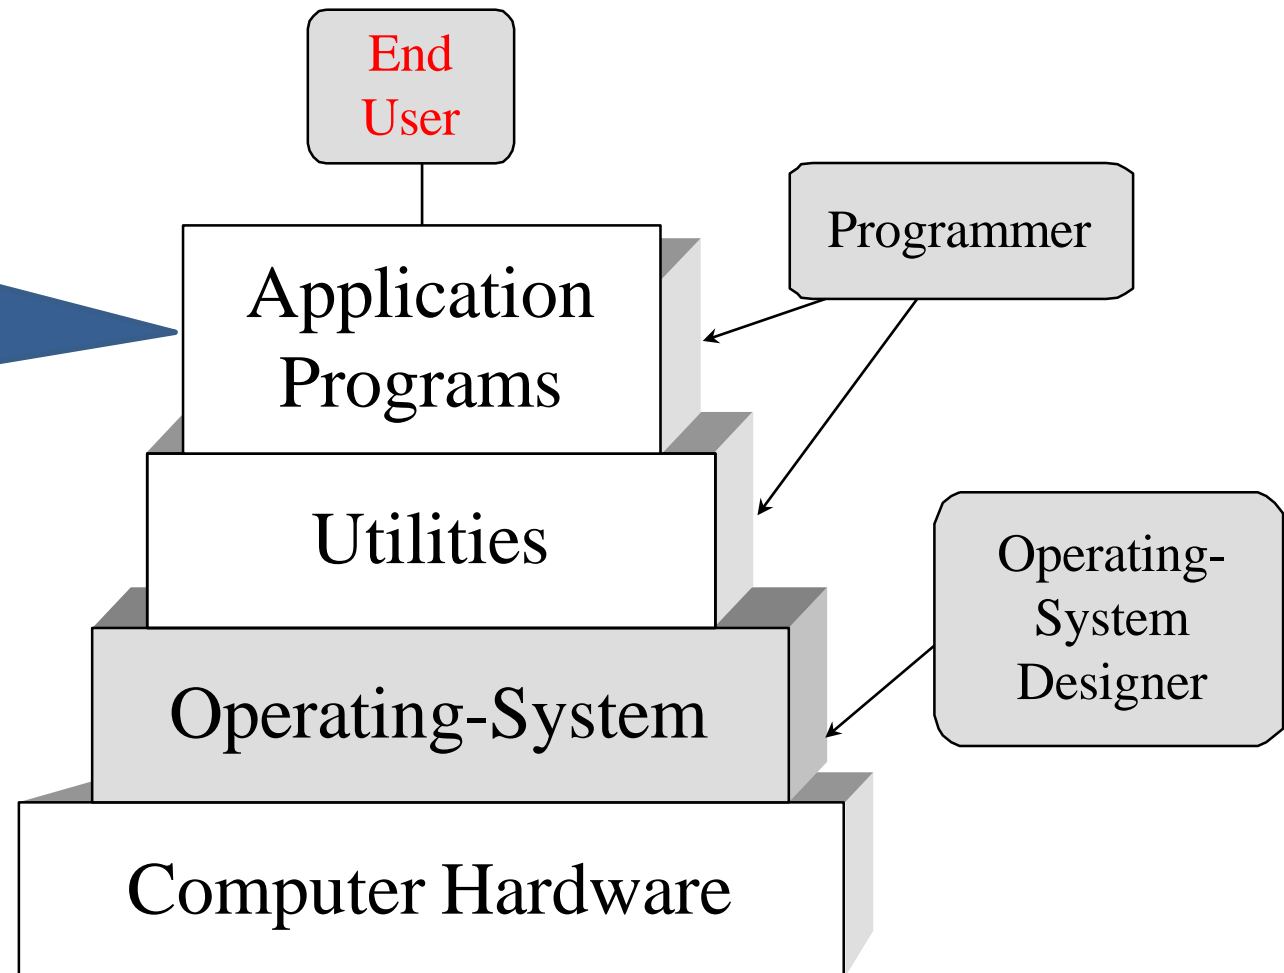 End
User
Programmer
Application
Programs
Utilities
Operating-
System
Designer
Operating-System
Computer Hardware